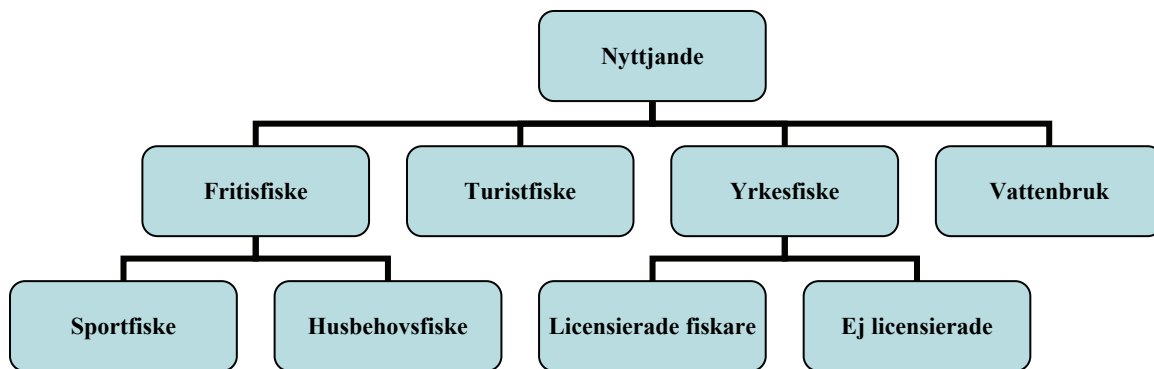 Nyttjande
Fritisfiske
Turistfiske
Yrkesfiske
Vattenbruk
Sportfiske
Husbehovsfiske
Licensierade fiskare
Ej licensierade